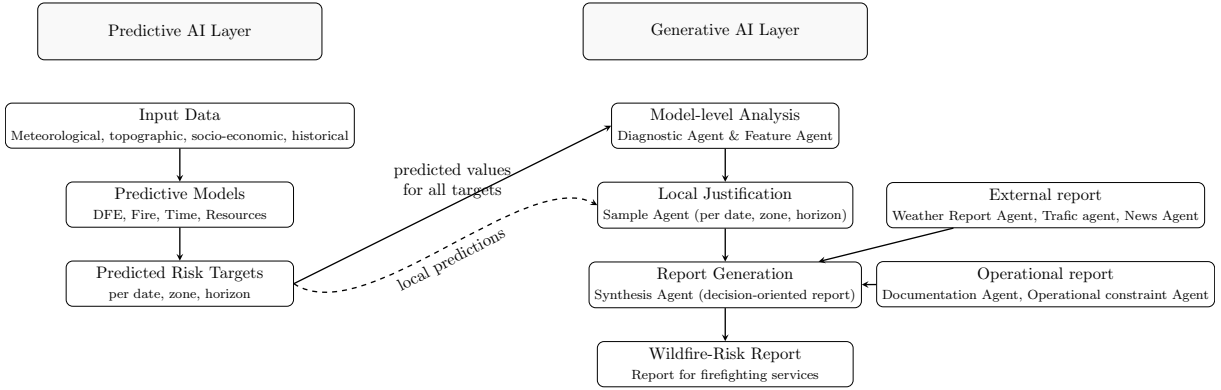 Predictive AI Layer
Generative AI Layer
Input Data
Meteorological, topographic, socio-economic, historical
Predictive Models
DFE, Fire, Time, Resources
Predicted Risk Targets
per date, zone, horizon
predicted values
for all targets
local predictions
Model-level Analysis
Diagnostic Agent & Feature Agent
Local Justification
Sample Agent (per date, zone, horizon)
Report Generation
Synthesis Agent (decision-oriented report)
Wildfire-Risk Report
Report for firefighting services
External report
Weather Report Agent, Trafic agent, News Agent
Operational report
Documentation Agent, Operational constraint Agent